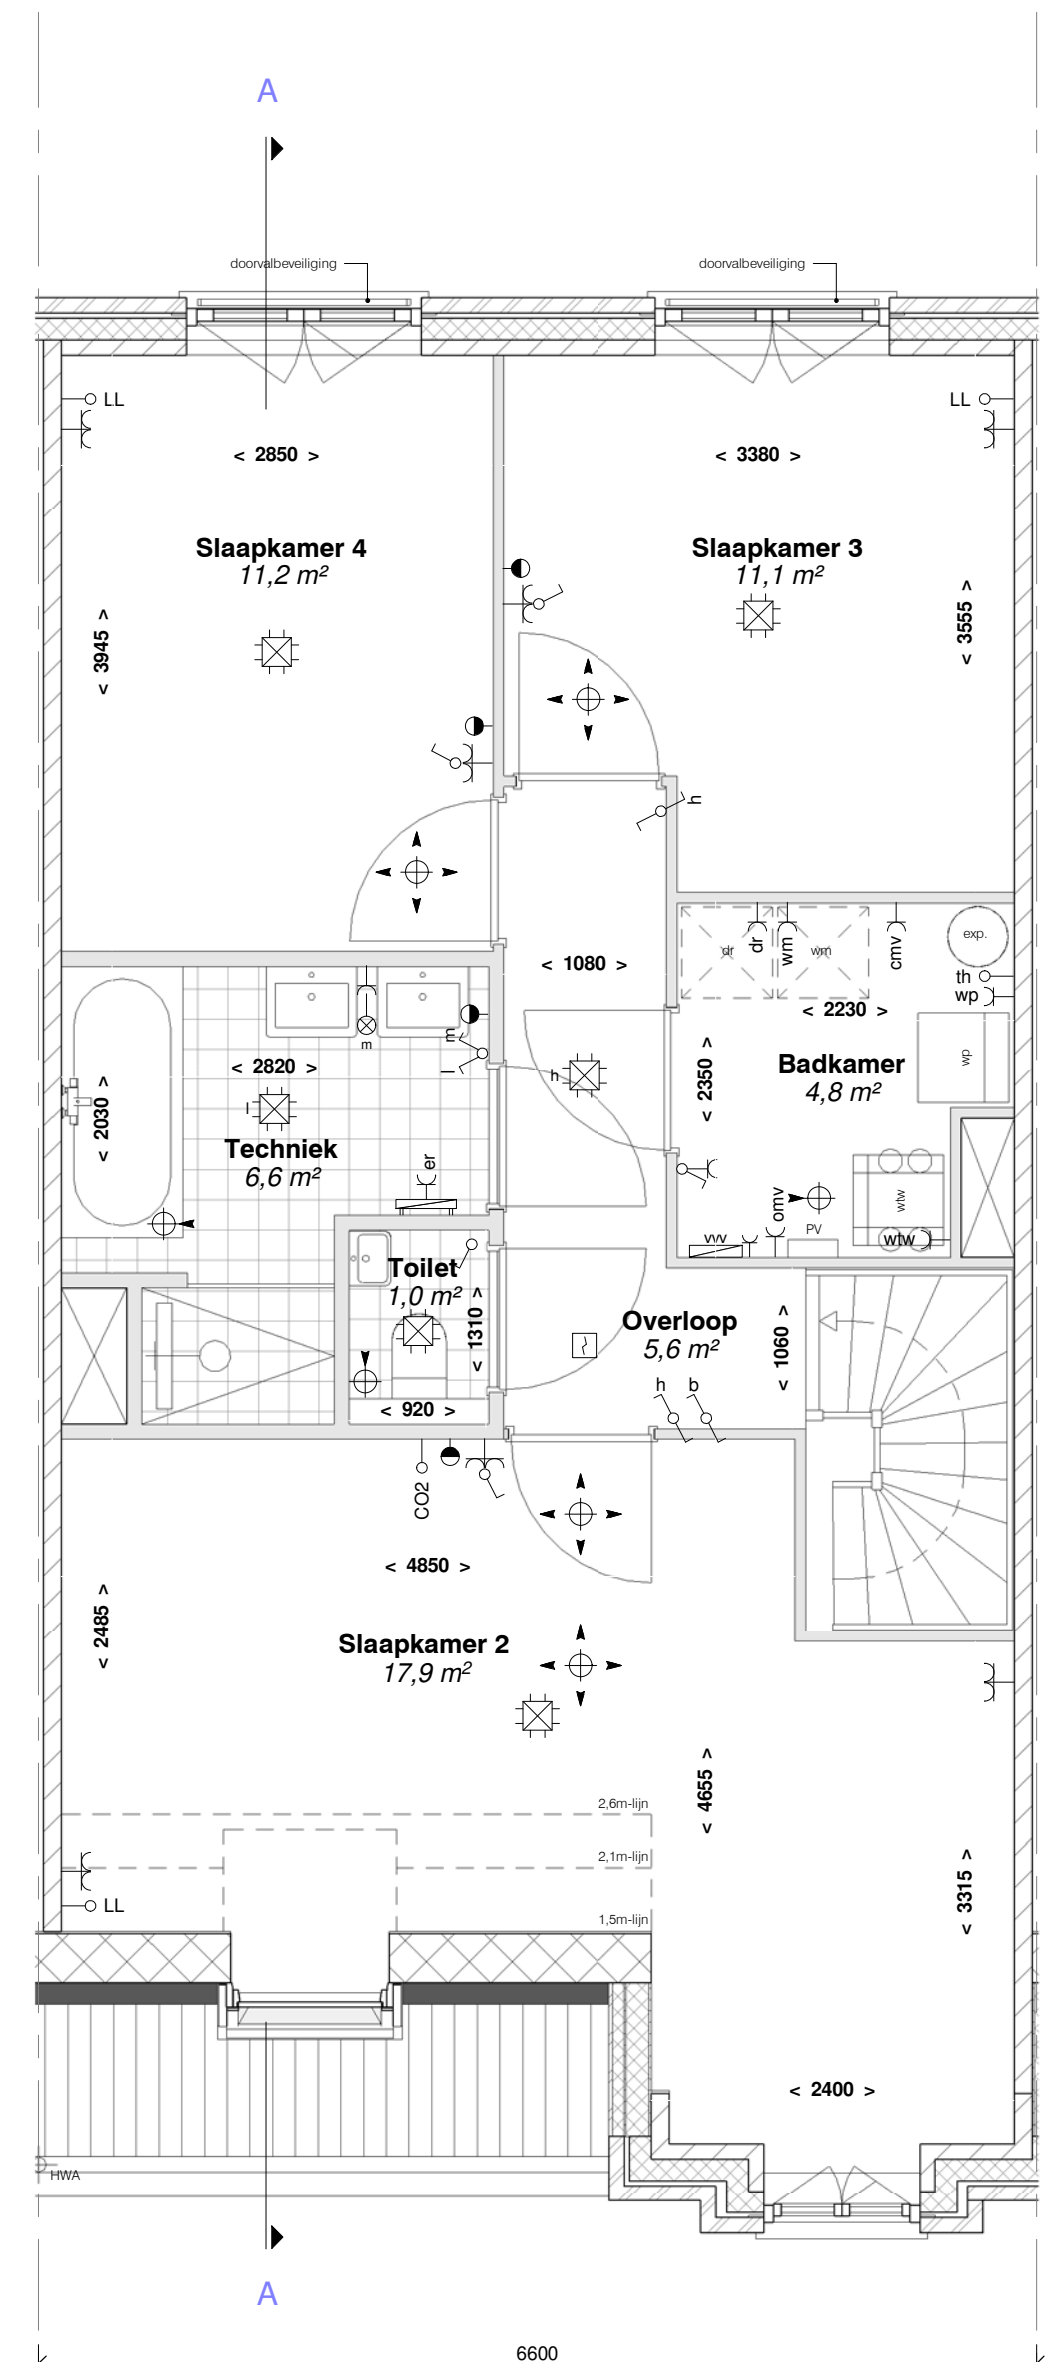 A
doorvalbeveiliging
doorvalbeveiliging
LL
LL
< 2850 >
< 3380 >
Slaapkamer 4
11,2 m²
Slaapkamer 3
11,1 m²
< 3945 >
< 3555 >
h
< 1080 >
dr
dr
wm
wm
cmv
exp.
th
wp
< 2230 >
m
m
l
h
wp
< 2820 >
< 2350 >
Badkamer
4,8 m²
< 2030 >
l
Techniek
6,6 m²
er
omv
wtw
PV
vvv
wtw
Toilet
1,0 m²
< 1310 >
Overloop
5,6 m²
< 1060 >
h
b
< 920 >
CO2
< 4850 >
< 2485 >
Slaapkamer 2
17,9 m²
< 4655 >
2,6m-lijn
2,1m-lijn
< 3315 >
LL
1,5m-lijn
< 2400 >
HWA
A
6600